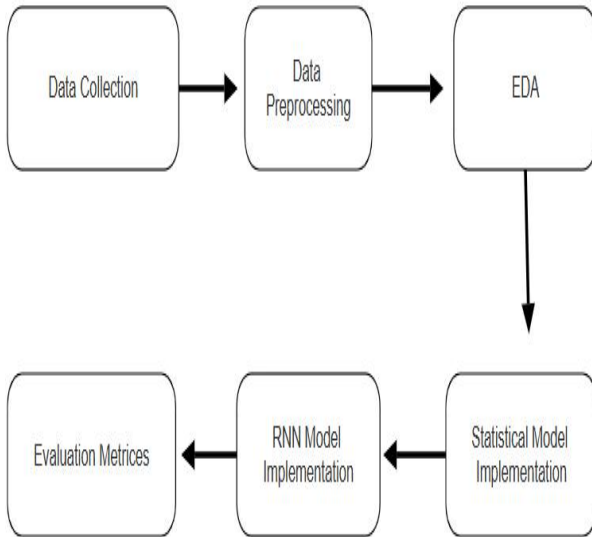 Data Collection
Data
Preprocessing
EDA
Statistical Model
Implementation
RNN Model
Implementation
Evaluation Metrices